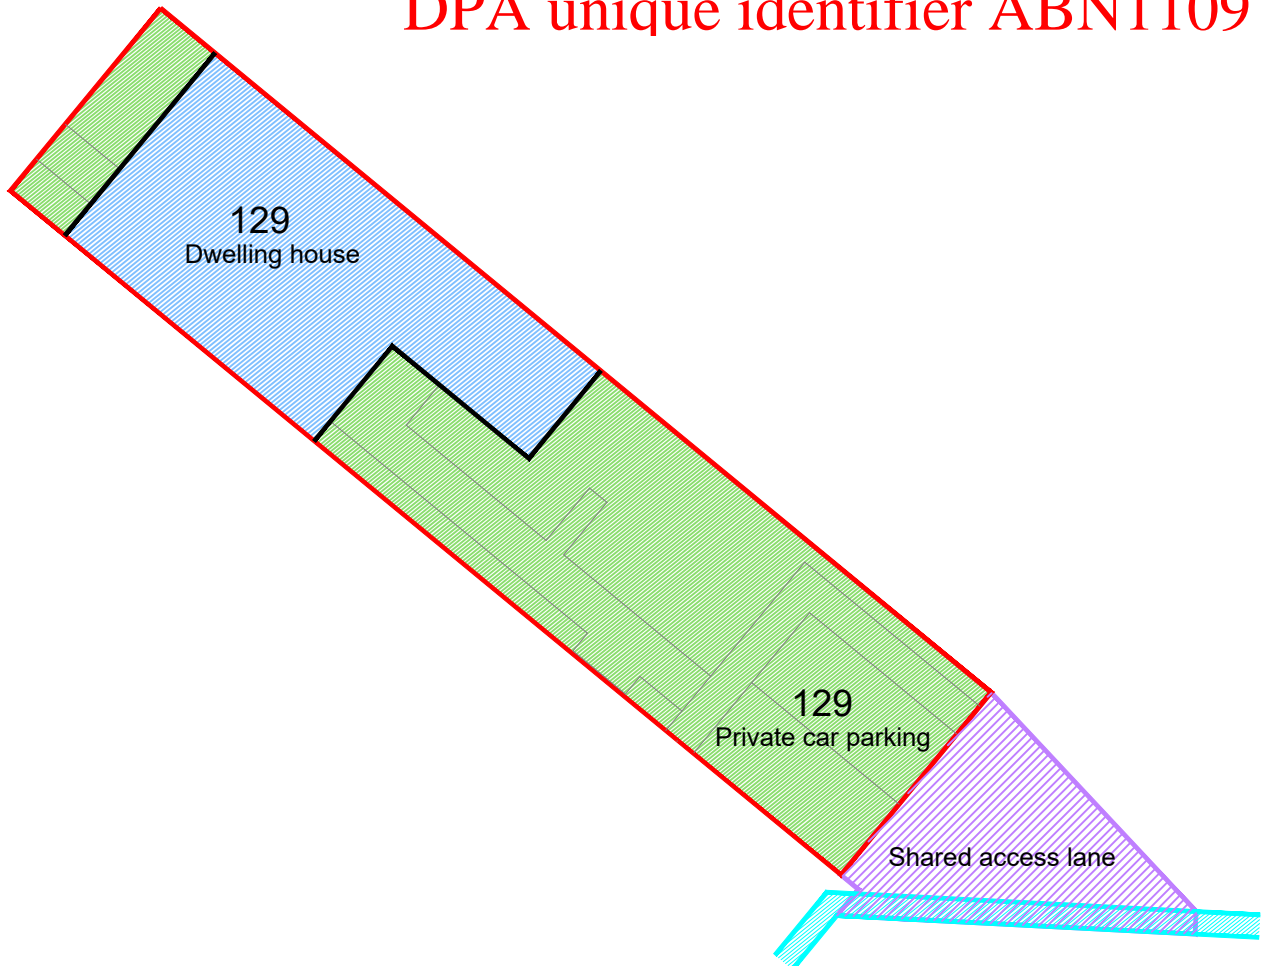 DPA unique identifier ABN1109
129
Dwelling house
129
Private car parking
Shared access lane